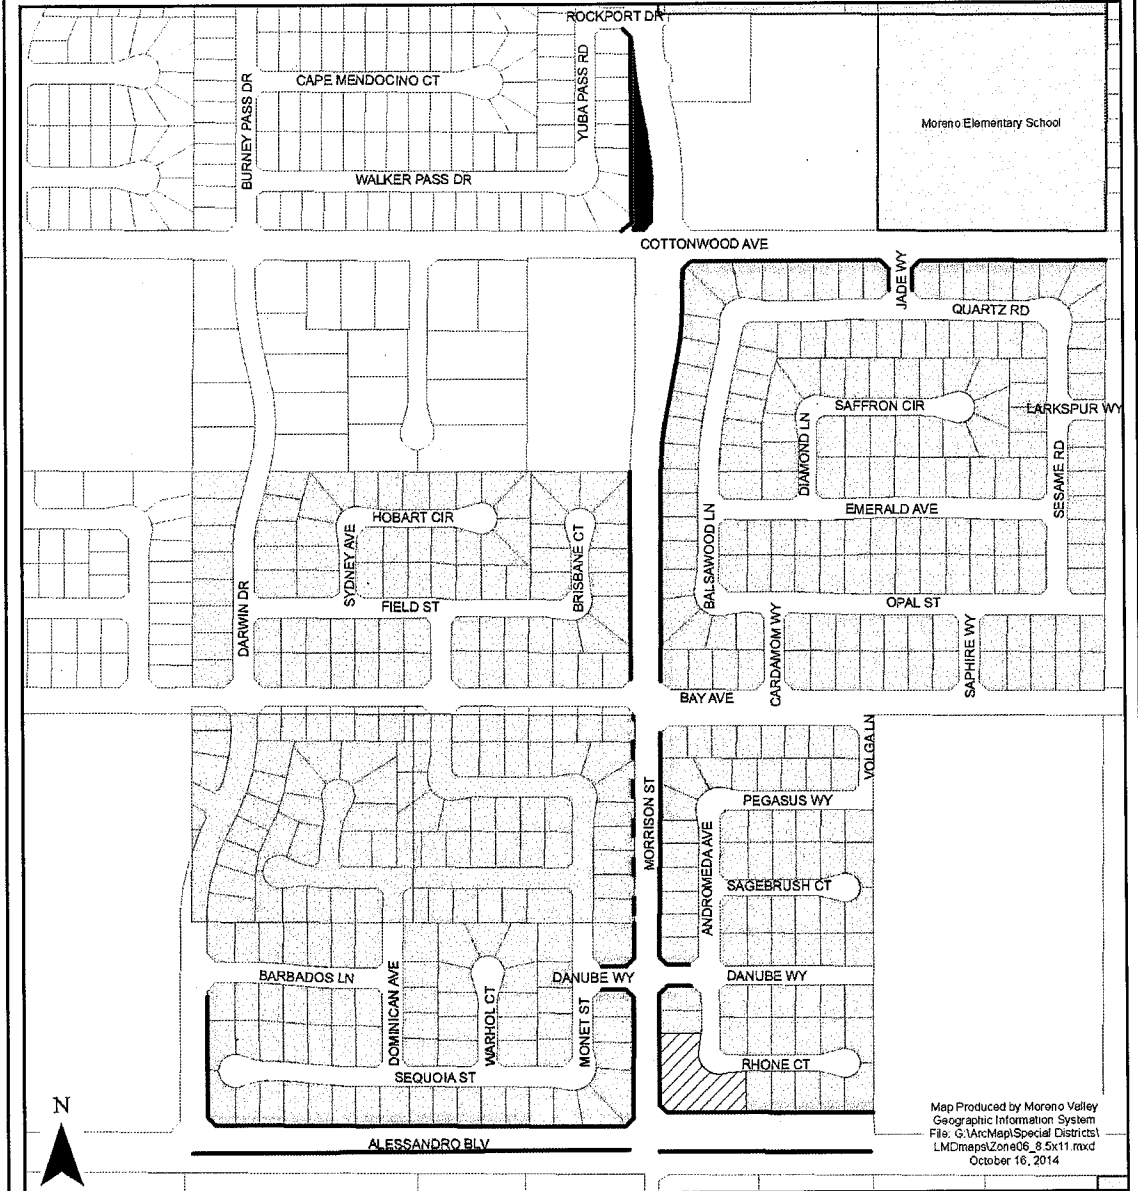 ROCKPORT DR
CAPE MENDOCINO CT
BURNEY PASS DR
YUBA PASS RD
Moreno Elementary School
WALKER PASS DR
COTTONWOOD AVE
JADE WY
QUARTZ RD
SAFFRON CIR
LARKSPUR WY
DIAMOND LN
SESAME RD
EMERALD AVE
HOBART CIR
SYDNEY AVE
BRISBANE CT
BALSAWOOD LN
FIELD ST
OPAL ST
DARWIN DR
CARDAMOM WY
SAPHIRE WY
BAY AVE
VOLGA LN
PEGASUS WY
MORRISON ST
ANDROMEDA AVE
SAGEBRUSH CT
BARBADOS LN
DOMINICAN AVE
WARHOL CT
DANUBE WY
MONET ST
DANUBE WY
RHONE CT
SEQUOIA ST
N
ALESSANDRO BLV
Map Produced by Moreno Valley
Geographic Information System
File: G:\ArcMap\Special Districts\
LMDmaps\Zone06_8.5x11.mxd
October 16, 2014